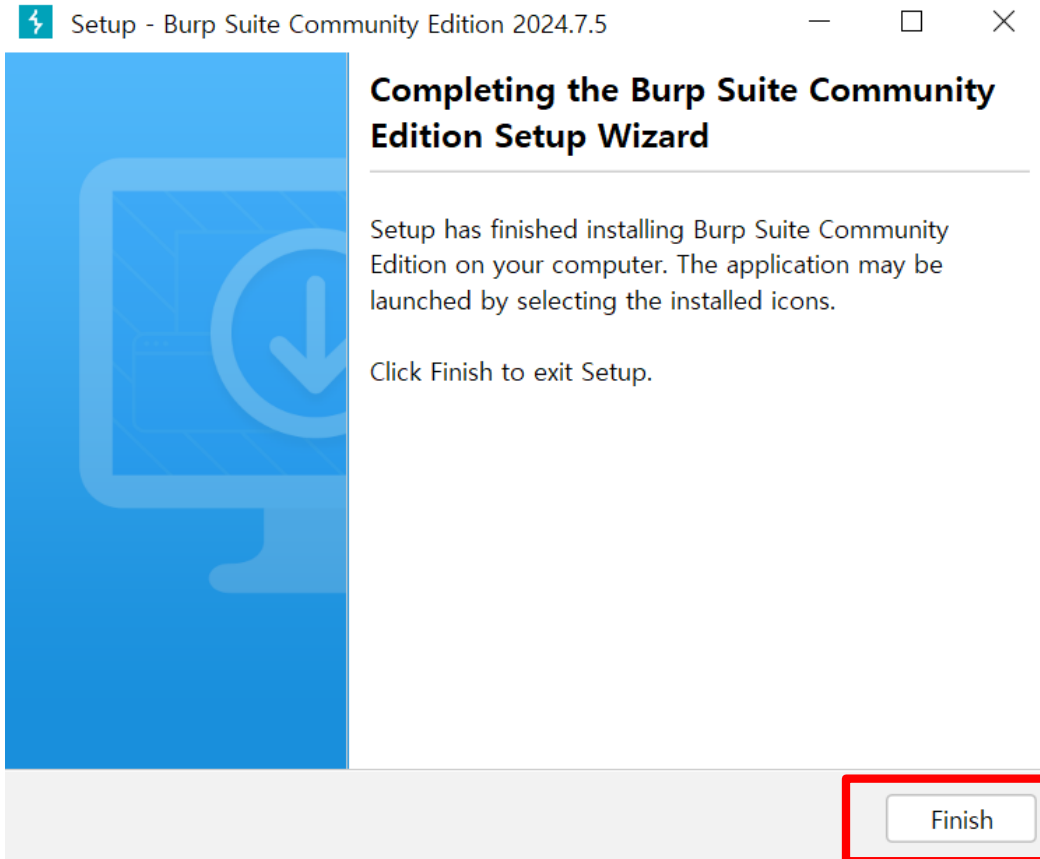 Setup - Burp Suite Community Edition 2024.7.5
Completing the Burp Suite Community
Edition Setup Wizard
Setup has finished installing Burp Suite Community
Edition on your computer. The application may be
launched by selecting the installed icons.
Click Finish to exit Setup.
Finish